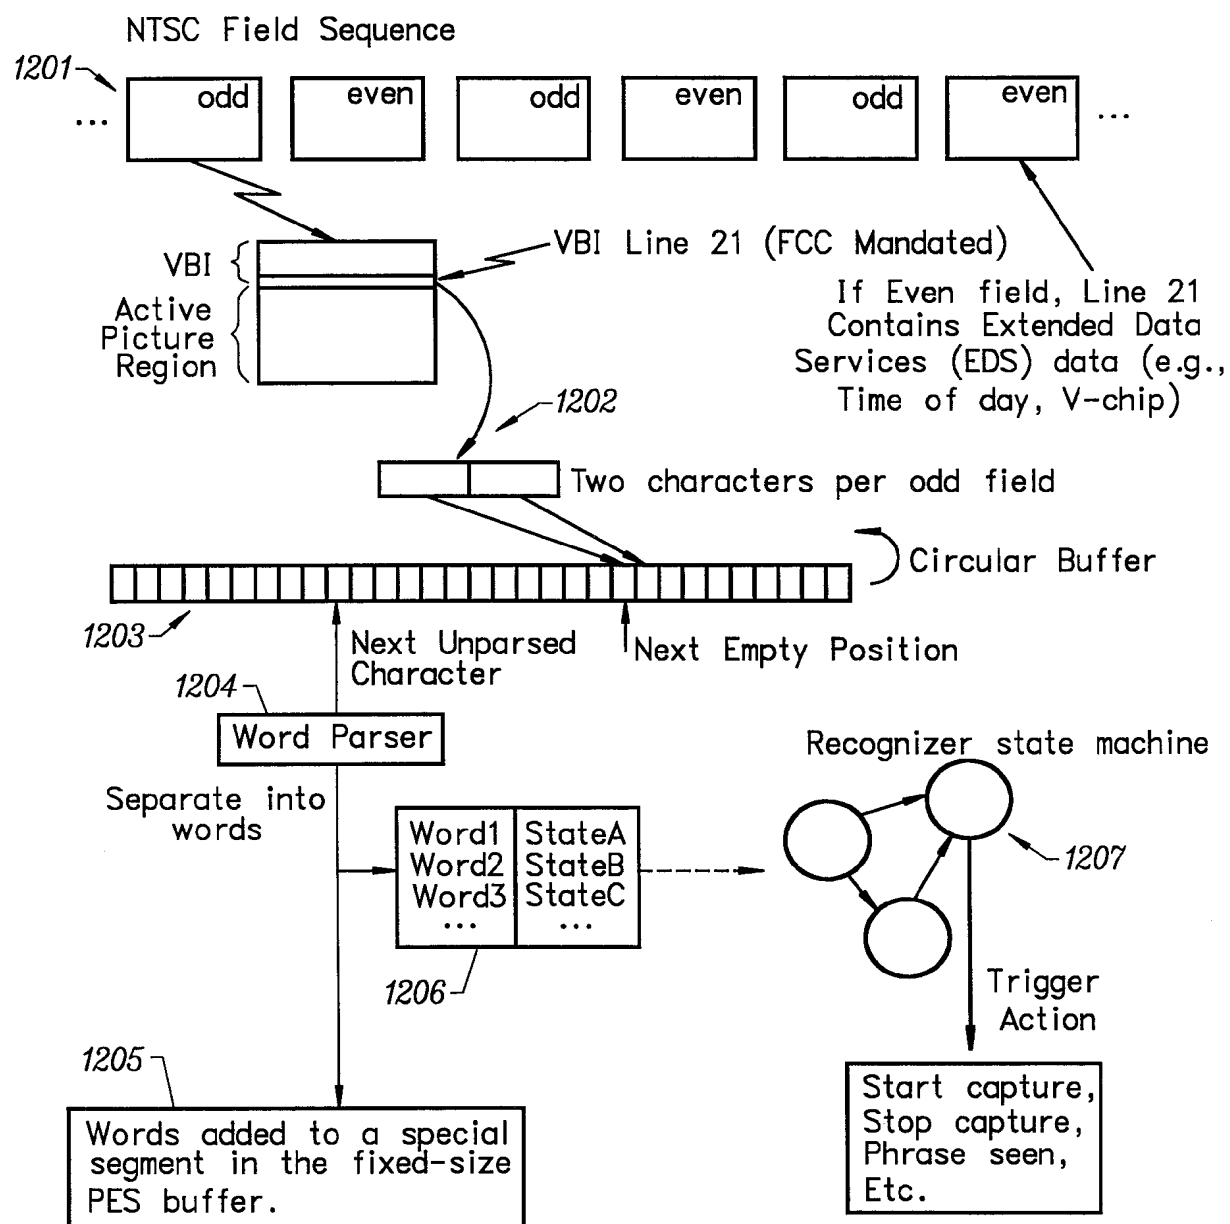 NTSC Field Sequence
1201
... odd even odd even odd even ...
VBI
VBI Line 21 (FCC Mandated)
Active
Picture
Region
If Even field, Line 21
Contains Extended Data
Services (EDS) data (e.g.,
Time of day, V-chip)
1202
Two characters per odd field
Circular Buffer
1203
Next Unparsed
Character
Next Empty Position
1204
Word Parser
Separate into
words
Recognizer state machine
Word1 StateA
Word2 StateB
Word3 StateC
... ...
1207
1206
Trigger
Action
1205
Words added to a special
segment in the fixed-size
PES buffer.
Start capture,
Stop capture,
Phrase seen,
Etc.